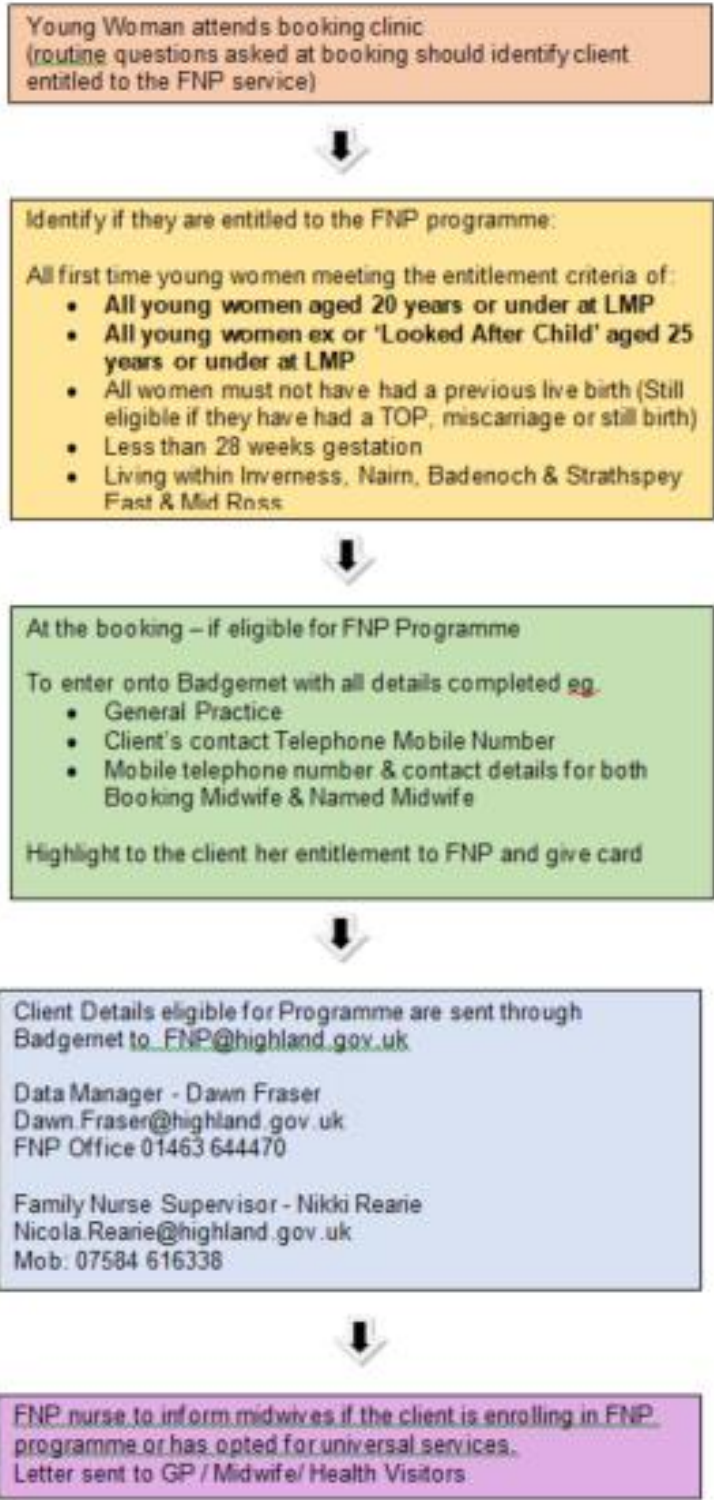 Young Woman attends booking clinic
(routine questions asked at booking should identify client
entitled to the FNP service)
Identify if they are entitled to the FNP programme:
All first time young women meeting the entitlement criteria of:
• All young women aged 20 years or under at LMP
• All young women ex or ‘Looked After Child’ aged 25
years or under at LMP
• All women must not have had a previous live birth (Still
eligible if they have had a TOP, miscarriage or still birth)
• Less than 28 weeks gestation
• Living within Inverness, Nairn, Badenoch & Strathspey
East & Mid Ross
At the booking – if eligible for FNP Programme
To enter onto Badgernet with all details completed eg.
• General Practice
• Client’s contact Telephone Mobile Number
• Mobile telephone number & contact details for both
Booking Midwife & Named Midwife
Highlight to the client her entitlement to FNP and give card
Client Details eligible for Programme are sent through
Badgernet to FNP@highland.gov.uk
Data Manager - Dawn Fraser
Dawn.Fraser@highland.gov.uk
FNP Office 01463 644470
Family Nurse Supervisor - Nikki Rearie
Nicola.Rearie@highland.gov.uk
Mob: 07584 616338
FNP nurse to inform midwives if the client is enrolling in FNP
programme or has opted for universal services.
Letter sent to GP / Midwife/ Health Visitors